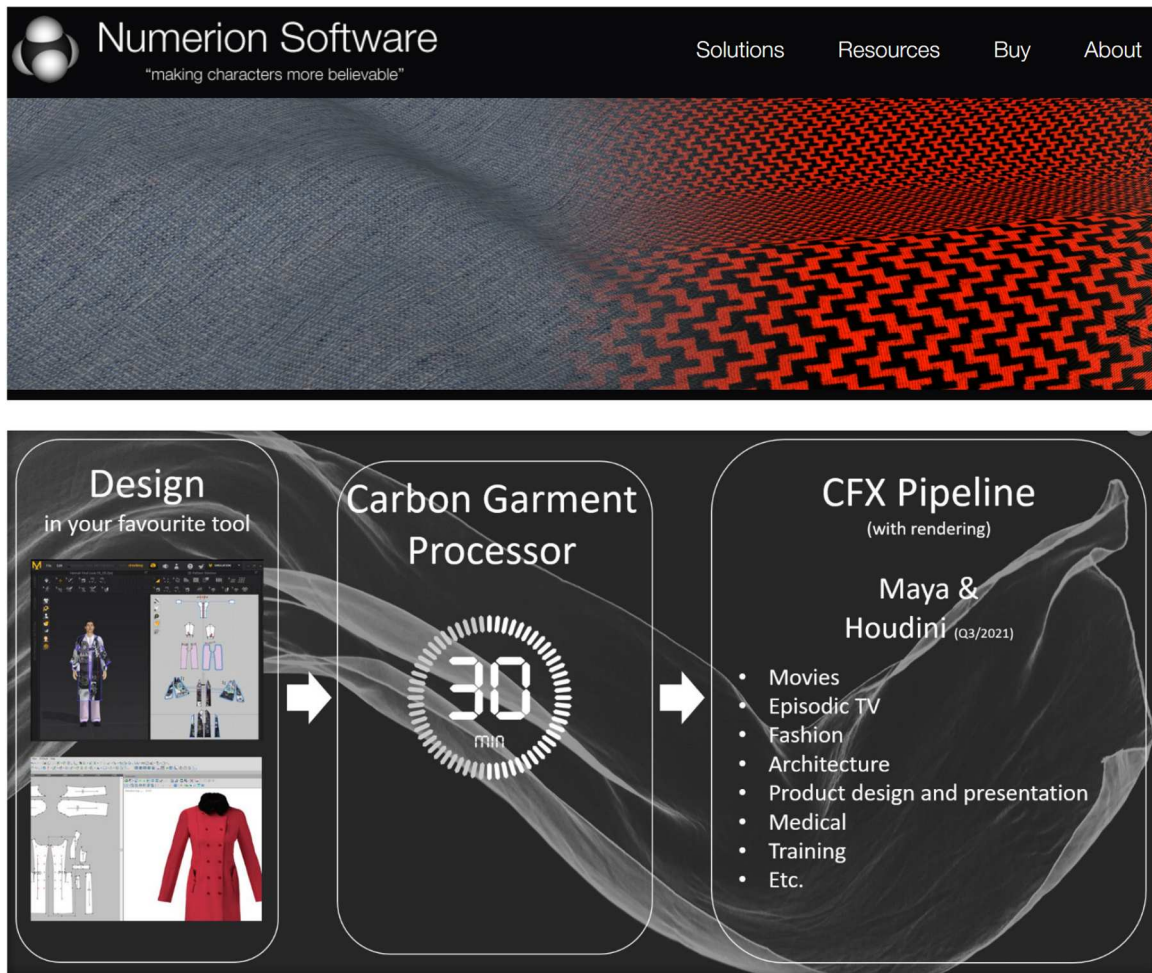 Numerion Software
“making characters more believable”
Solutions Resources Buy About
Design
in your favourite tool
Carbon Garment
Processor
30
min
CFX Pipeline
(with rendering)
Maya &
Houdini (Q3/2021)
• Movies
• Episodic TV
• Fashion
• Architecture
• Product design and presentation
• Medical
• Training
• Etc.